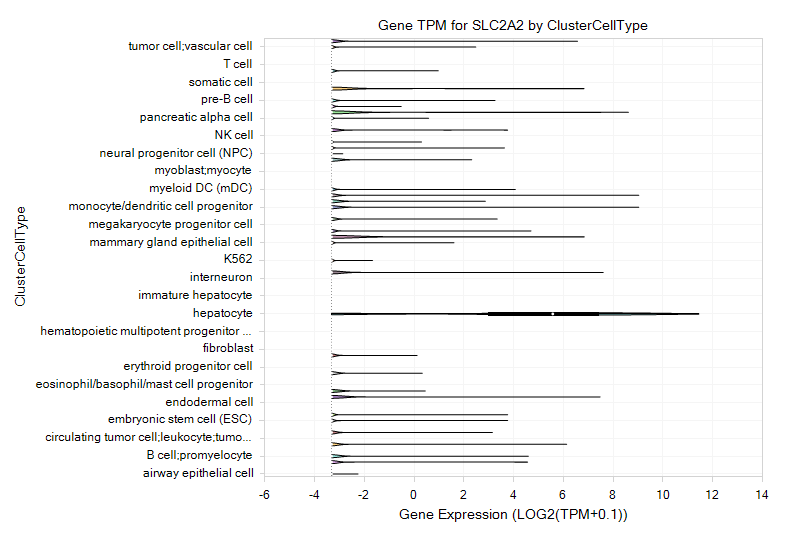 Gene TPM for SLC2A2 by ClusterCellType
tumor cell;vascular cell
T cell
somatic cell
pre-B cell
pancreatic alpha cell
NK cell
neural progenitor cell (NPC)
myoblast;myocyte
myeloid DC (mDC)
monocyte/dendritic cell progenitor
megakaryocyte progenitor cell
mammary gland epithelial cell
K562
interneuron
immature hepatocyte
hepatocyte
hematopoietic multipotent progenitor ...
fibroblast
erythroid progenitor cell
eosinophil/basophil/mast cell progenitor
endodermal cell
embryonic stem cell (ESC)
circulating tumor cell;leukocyte;tumo...
B cell;promyelocyte
airway epithelial cell
ClusterCellType
-6 -4 -2 0 2 4 6 8 10 12 14
Gene Expression (LOG2(TPM+0.1))